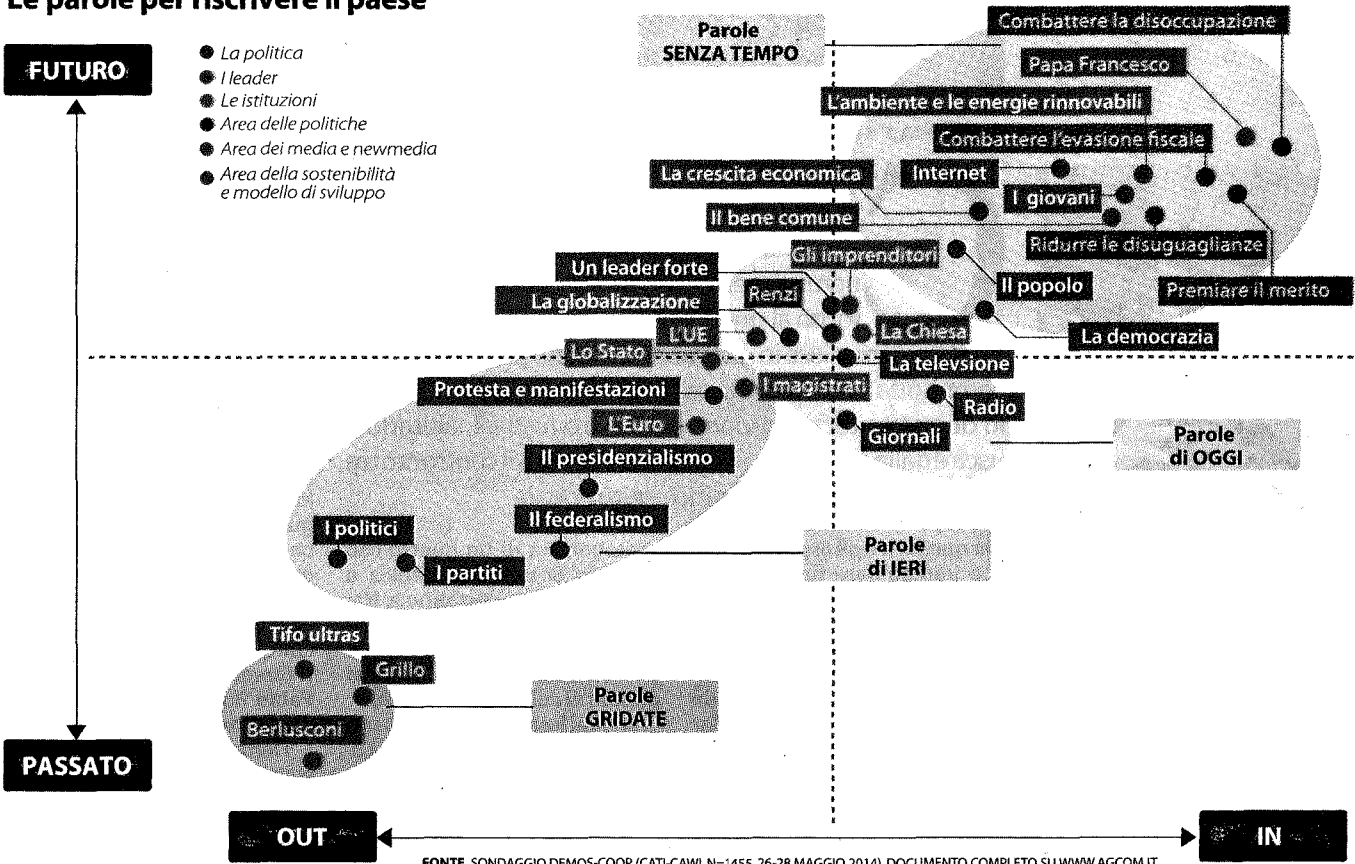 Le parole per riscrivere il paese
FUTURO
La politica
I leader
Le istituzioni
Area delle politiche
Area dei media e newmedia
Area della sostenibilità
e modello di sviluppo
Parole
SENZA TEMPO
Combattere la disoccupazione
Papa Francesco
L'ambiente e le energie rinnovabili
Combattere l'evasione fiscale
La crescita economica
Internet
I giovani
Il bene comune
Ridurre le disuguaglianze
Gli imprenditori
Un leader forte
Il popolo
Premiare il merito
La globalizzazione
Renzi
L'UE
La Chiesa
La democrazia
Lo Stato
La televsione
Protesta e manifestazioni
I magistrati
Radio
L'Euro
Giornali
Parole
di OGGI
Il presidenzialismo
I politici
Il federalismo
I partiti
Parole
di IERI
Tifo ultras
Grillo
Parole
GRIDATE
Berlusconi
PASSATO
OUT
IN
FONTE SONDAGGIO DEMOS-COOP (CATI-CAWI, N=1455, 26-28 MAGGIO 2014). DOCUMENTO COMPLETO SU WWW.AGCOM.IT